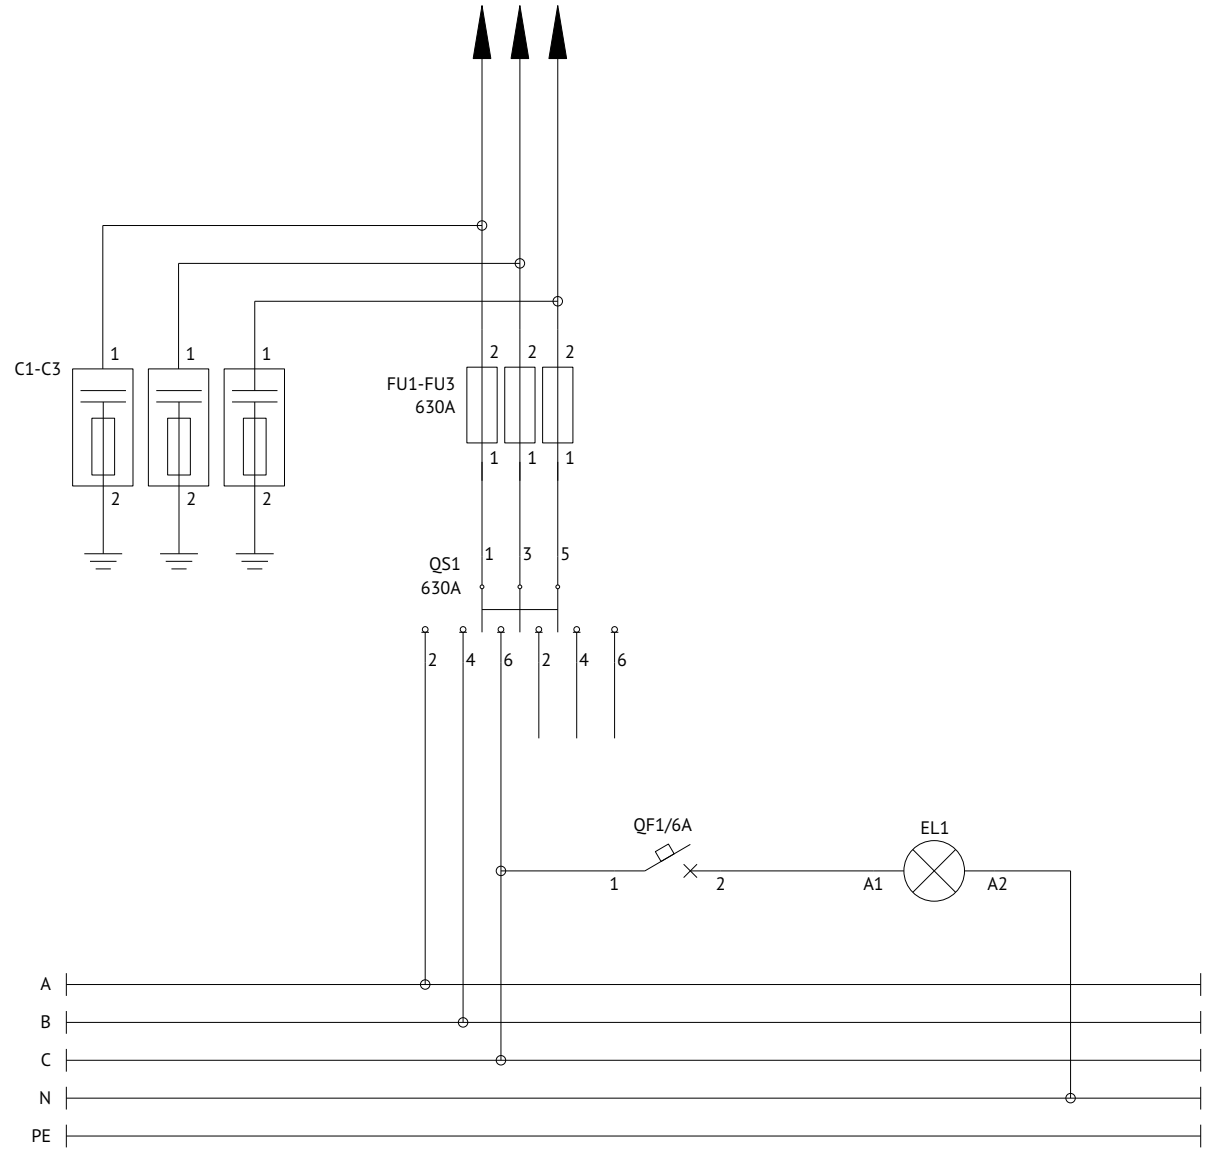 1 1 1
C1-C3
2 2 2
FU1-FU3
630A
2 2 2
1 1 1
QS1
630A
1 3 5
2 4 6 2 4 6
QF1/6A
EL1
1 2 A1 A2
A
B
C
N
PE